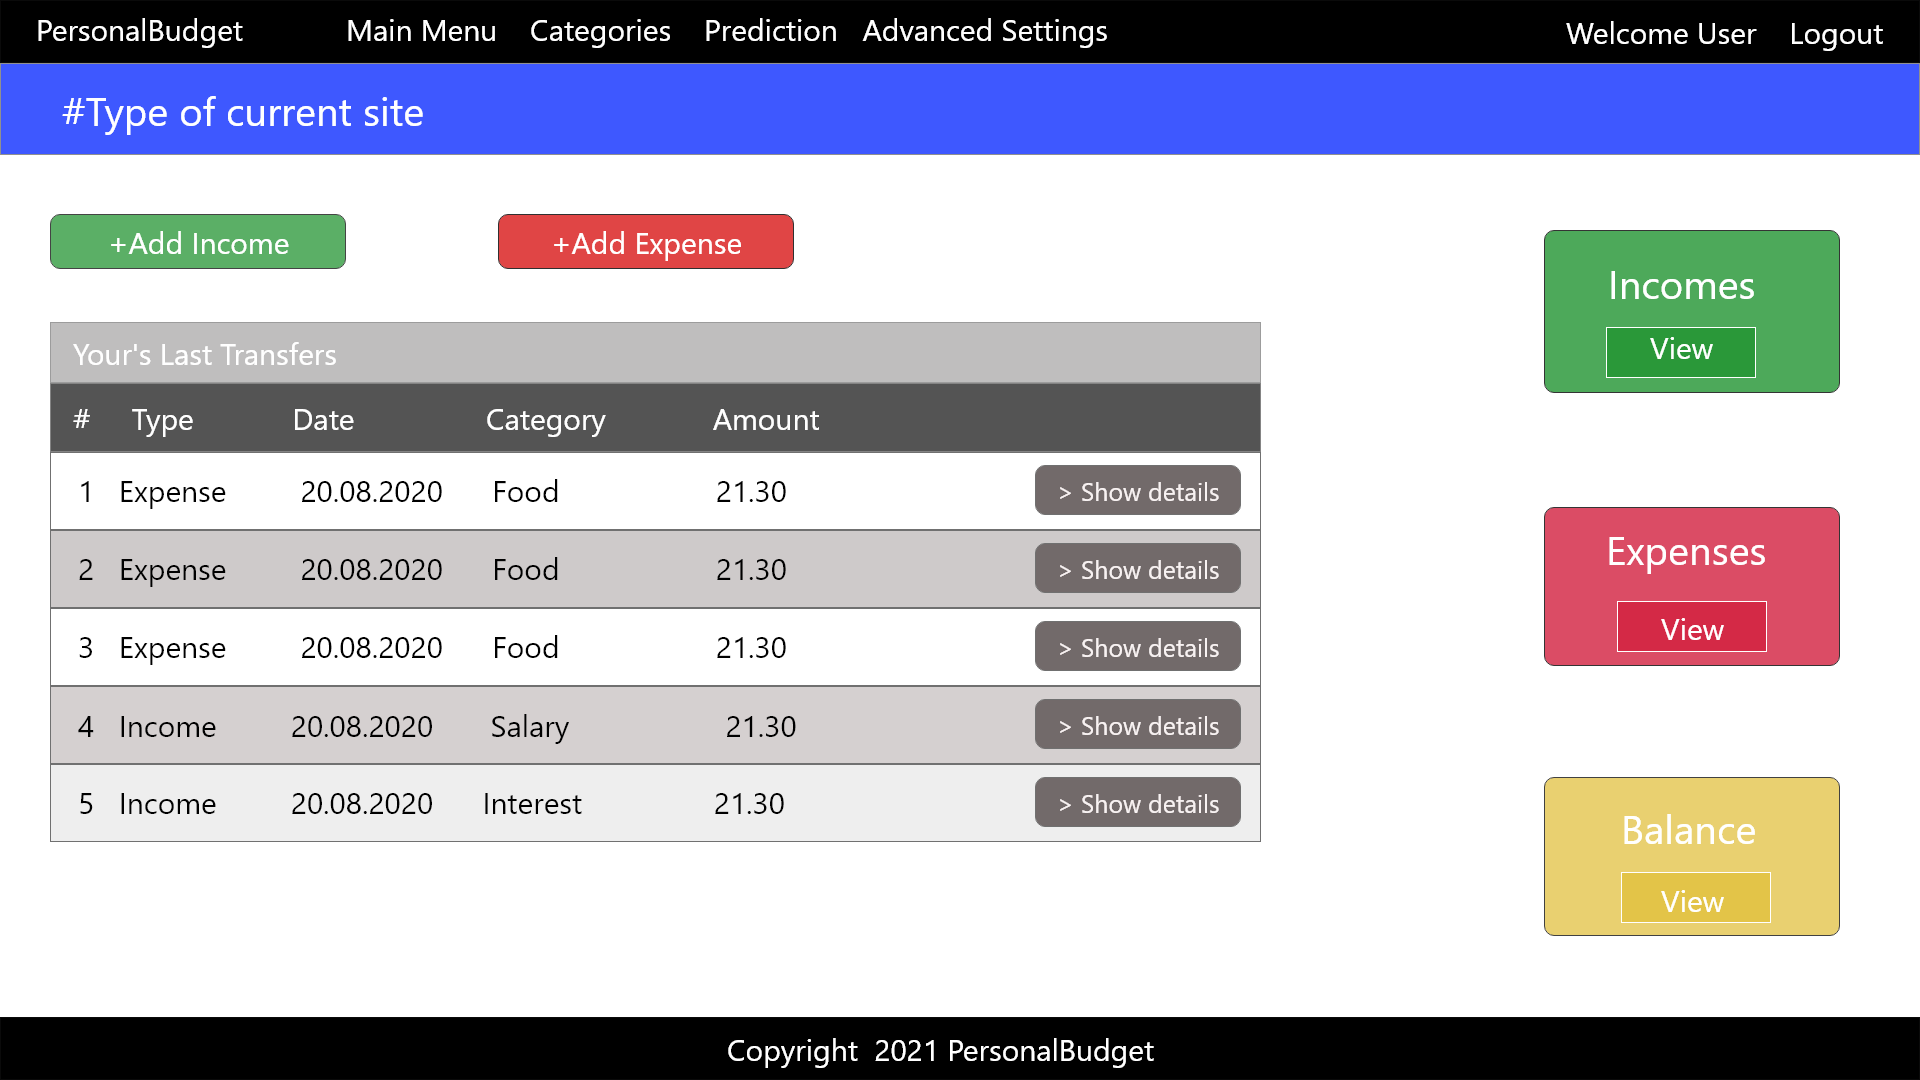 PersonalBudget Main Menu Categories Prediction Advanced Settings Welcome User Logout
#Type of current site
+Add Income +Add Expense
Incomes
View
Your's Last Transfers
# Type Date Category Amount
1 Expense 20.08.2020 Food 21.30 > Show details
2 Expense 20.08.2020 Food 21.30 > Show details
3 Expense 20.08.2020 Food 21.30 > Show details
4 Income 20.08.2020 Salary 21.30 > Show details
5 Income 20.08.2020 Interest 21.30 > Show details
Expenses
View
Balance
View
Copyright 2021 PersonalBudget